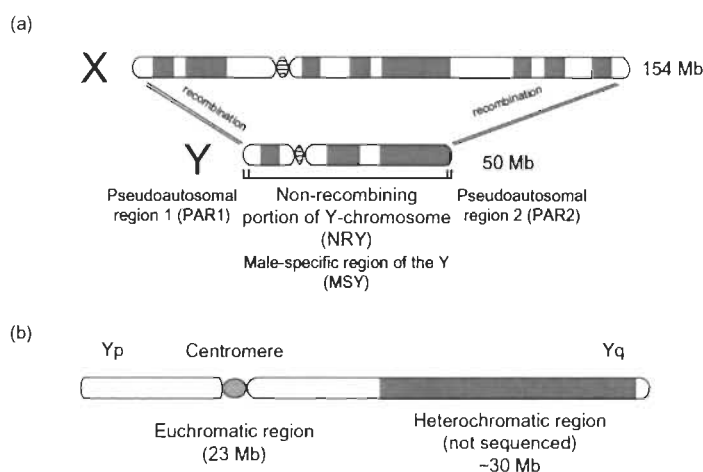 (a)
X
154 Mb
recombination
recombination
Y
50 Mb
Pseudoautosomal
region 1 (PAR1)
Non-recombining
portion of Y-chromosome
(NRY)
Male-specific region of the Y
(MSY)
Pseudoautosomal
region 2 (PAR2)
(b)
Yp
Centromere
Yq
Euchromatic region
(23 Mb)
Heterochromatic region
(not sequenced)
~30 Mb